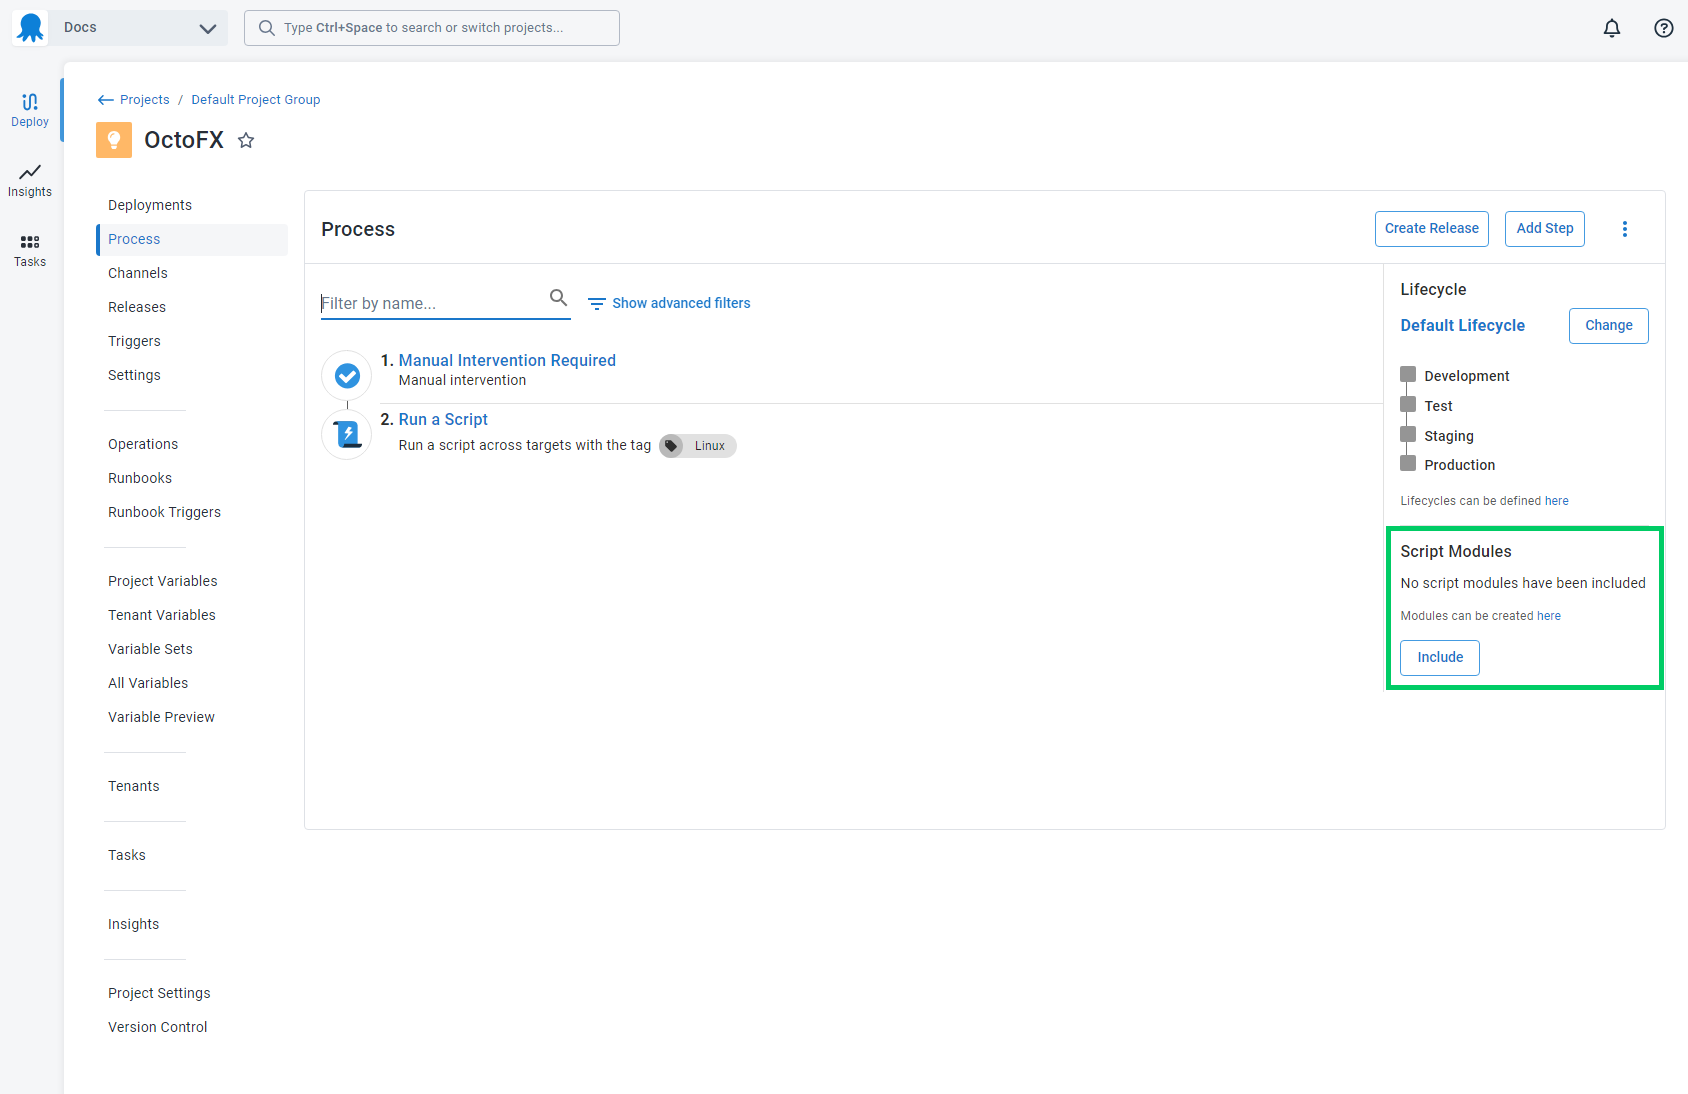 Docs
Type Ctrl+Space to search or switch projects...
Deploy
Insights
Tasks
Projects / Default Project Group
OctoFX
Deployments
Process
Channels
Releases
Triggers
Settings
Operations
Runbooks
Runbook Triggers
Project Variables
Tenant Variables
Variable Sets
All Variables
Variable Preview
Tenants
Tasks
Insights
Project Settings
Version Control
Process
Create Release
Add Step
Filter by name...
Show advanced filters
1. Manual Intervention Required
Manual intervention
2. Run a Script
Run a script across targets with the tag Linux
Lifecycle
Default Lifecycle
Change
Development
Test
Staging
Production
Lifecycles can be defined here
Script Modules
No script modules have been included
Modules can be created here
Include